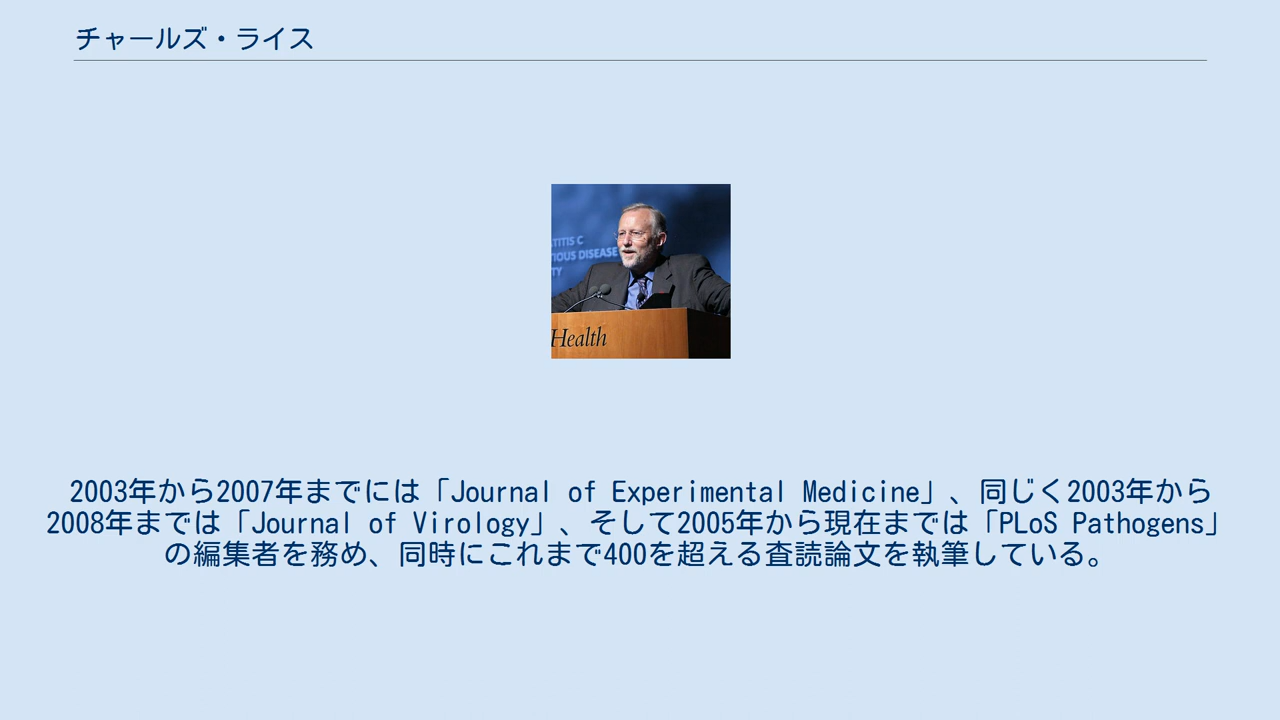 チャールズ・ライス
TITIS C
TIOUS DISEASE
TY
Health
2003年から2007年までには「Journal of Experimental Medicine」、同じく2003年から
2008年までは「Journal of Virology」、そして2005年から現在までは「PLoS Pathogens」
の編集者を務め、同時にこれまで400を超える査読論文を執筆している。